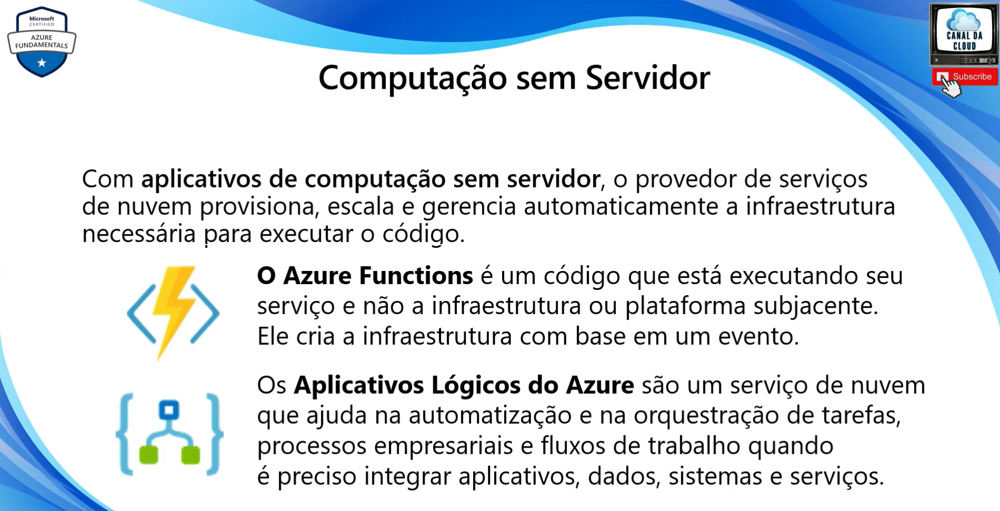 Microsoft
CERTIFIED
AZURE
FUNDAMENTALS
CANAL DA
CLOUD
Subscribe
Computação sem Servidor
Com aplicativos de computação sem servidor, o provedor de serviços
de nuvem provisiona, escala e gerencia automaticamente a infraestrutura
necessária para executar o código.
O Azure Functions é um código que está executando seu
serviço e não a infraestrutura ou plataforma subjacente.
Ele cria a infraestrutura com base em um evento.
Os Aplicativos Lógicos do Azure são um serviço de nuvem
que ajuda na automatização e na orquestração de tarefas,
processos empresariais e fluxos de trabalho quando
é preciso integrar aplicativos, dados, sistemas e serviços.